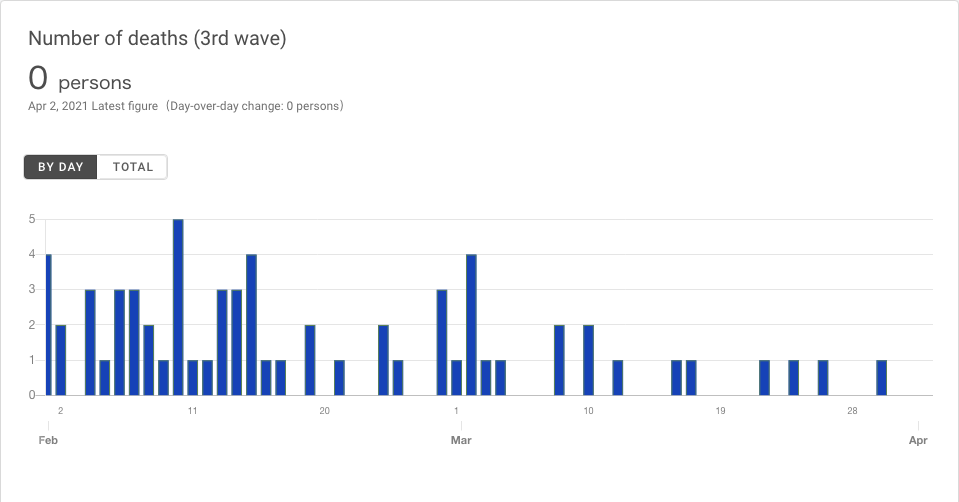 Number of deaths (3rd wave)
0 persons
Apr 2, 2021 Latest figure (Day-over-day change: 0 persons)
BY DAY TOTAL
5
4
3
2
1
0
2 11 20 1 10 19 28
Feb Mar Apr